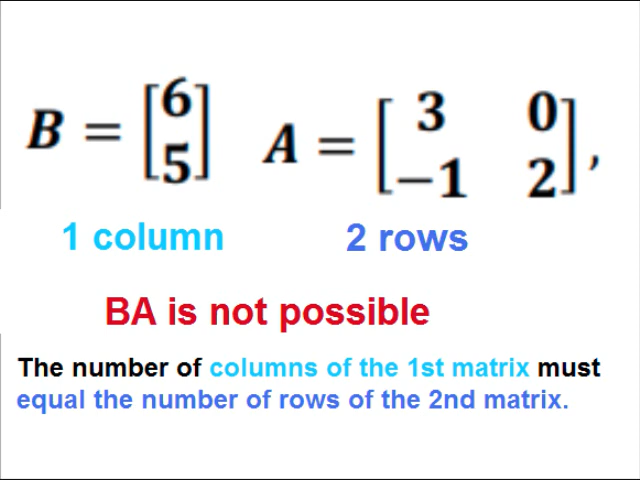 B = [6 5] A = [3 0 -1 2],
1 column 2 rows
BA is not possible
The number of columns of the 1st matrix must
equal the number of rows of the 2nd matrix.